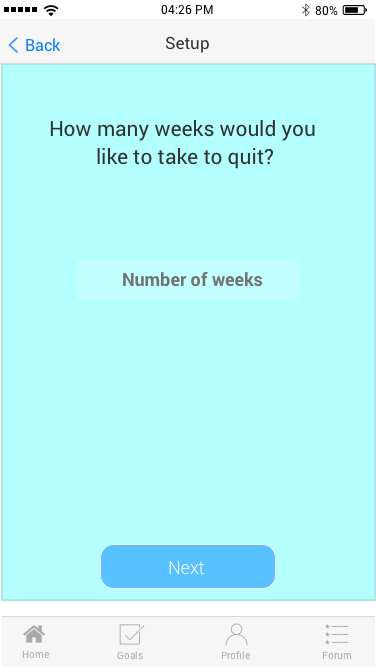 04:26 PM
80%
Back
Setup
How many weeks would you
like to take to quit?
Number of weeks
Next
Home
Goals
Profile
Forum